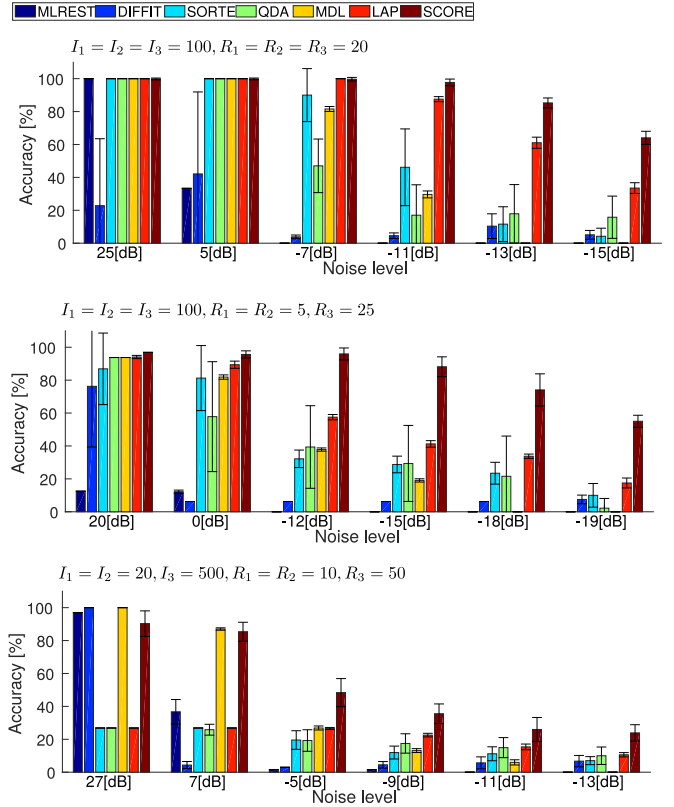 MLREST DIFFIT SORTE QDA MDL LAP SCORE
I₁ = I₂ = I₃ = 100, R₁ = R₂ = R₃ = 20
100
80
60
40
20
0
Accuracy [%]
25[dB] 5[dB] -7[dB] -11[dB] -13[dB] -15[dB]
Noise level
I₁ = I₂ = I₃ = 100, R₁ = R₂ = 5, R₃ = 25
100
80
60
40
20
0
Accuracy [%]
20[dB] 0[dB] -12[dB] -15[dB] -18[dB] -19[dB]
Noise level
I₁ = I₂ = 20, I₃ = 500, R₁ = R₂ = 10, R₃ = 50
100
80
60
40
20
0
Accuracy [%]
27[dB] 7[dB] -5[dB] -9[dB] -11[dB] -13[dB]
Noise level